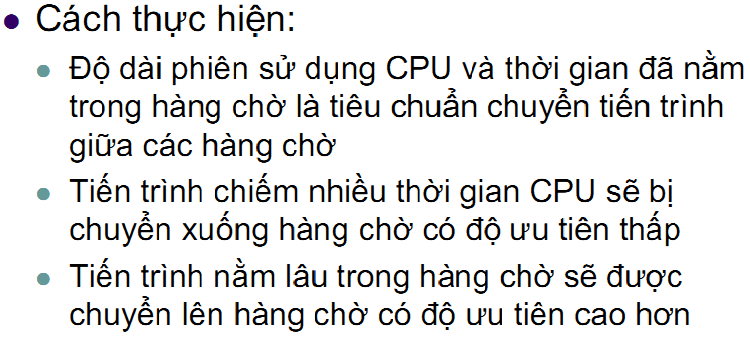 ● Cách thực hiện:
● Độ dài phiên sử dụng CPU và thời gian đã nằm
trong hàng chờ là tiêu chuẩn chuyển tiến trình
giữa các hàng chờ
● Tiến trình chiếm nhiều thời gian CPU sẽ bị
chuyển xuống hàng chờ có độ ưu tiên thấp
● Tiến trình nằm lâu trong hàng chờ sẽ được
chuyển lên hàng chờ có độ ưu tiên cao hơn